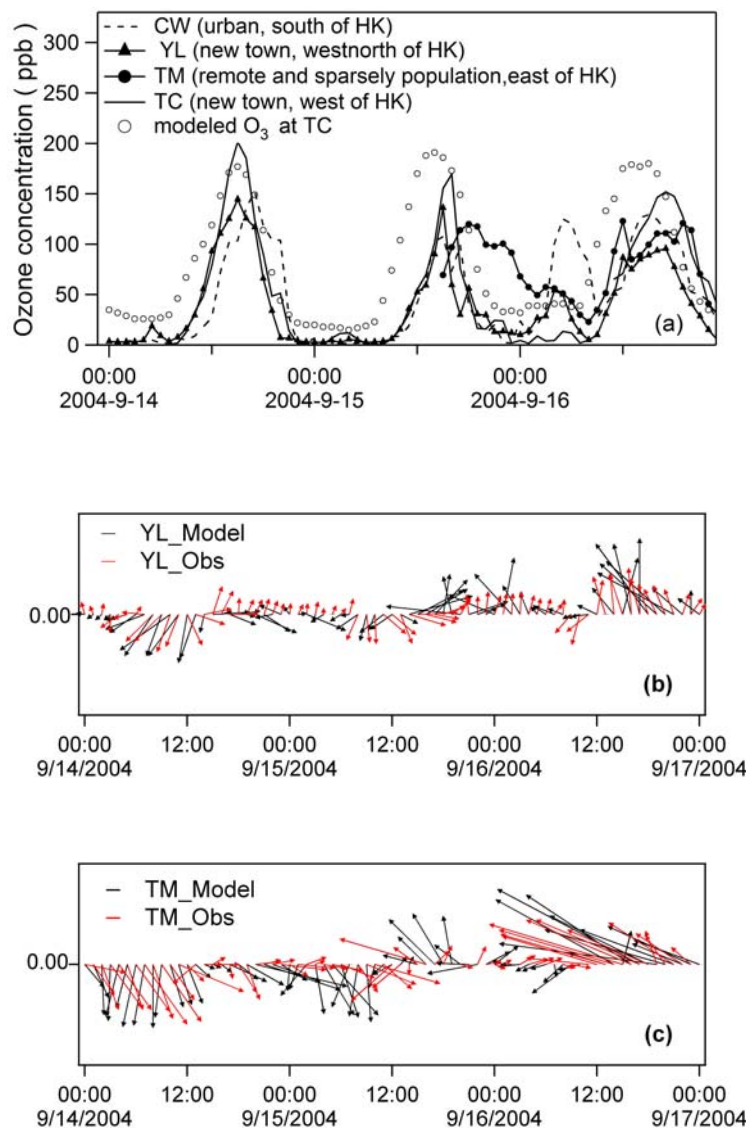 Ozone concentration ( ppb )
300
250
200
150
100
50
0
CW (urban, south of HK)
YL (new town, westnorth of HK)
TM (remote and sparsely population,east of HK)
TC (new town, west of HK)
modeled O3 at TC
(a)
00:00 00:00 00:00
2004-9-14 2004-9-15 2004-9-16
YL_Model
YL_Obs
0.00
(b)
00:00 12:00 00:00 12:00 00:00 12:00 00:00
9/14/2004 9/15/2004 9/16/2004 9/17/2004
TM_Model
TM_Obs
0.00
(c)
00:00 12:00 00:00 12:00 00:00 12:00 00:00
9/14/2004 9/15/2004 9/16/2004 9/17/2004